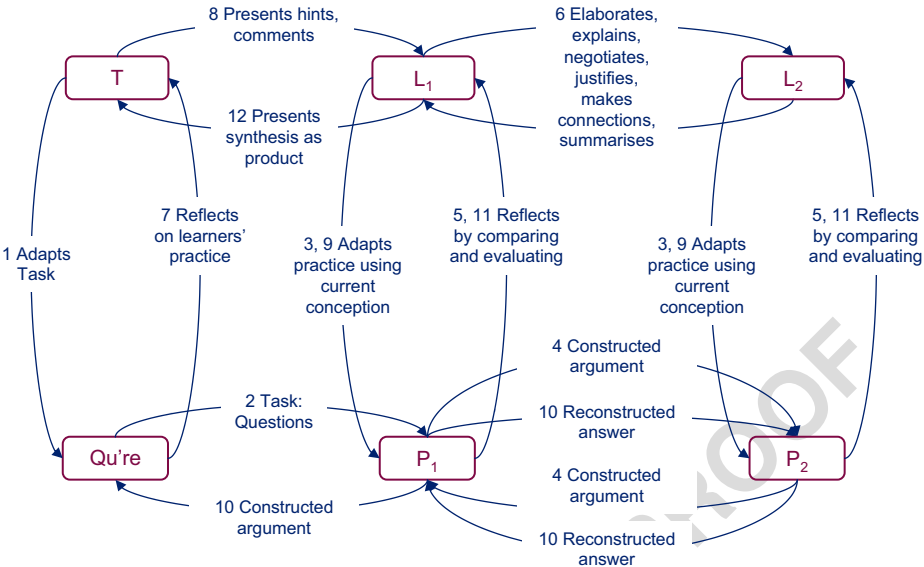 8 Presents hints,
comments
6 Elaborates,
explains,
negotiates,
justifies,
makes
connections,
summarises
T
L1
L2
12 Presents
synthesis as
product
1 Adapts
Task
7 Reflects
on learners'
practice
3, 9 Adapts
practice using
current
conception
5, 11 Reflects
by comparing
and evaluating
3, 9 Adapts
practice using
current
conception
5, 11 Reflects
by comparing
and evaluating
4 Constructed
argument
2 Task:
Questions
10 Reconstructed
answer
Qu're
P1
P2
4 Constructed
argument
10 Constructed
argument
10 Reconstructed
answer